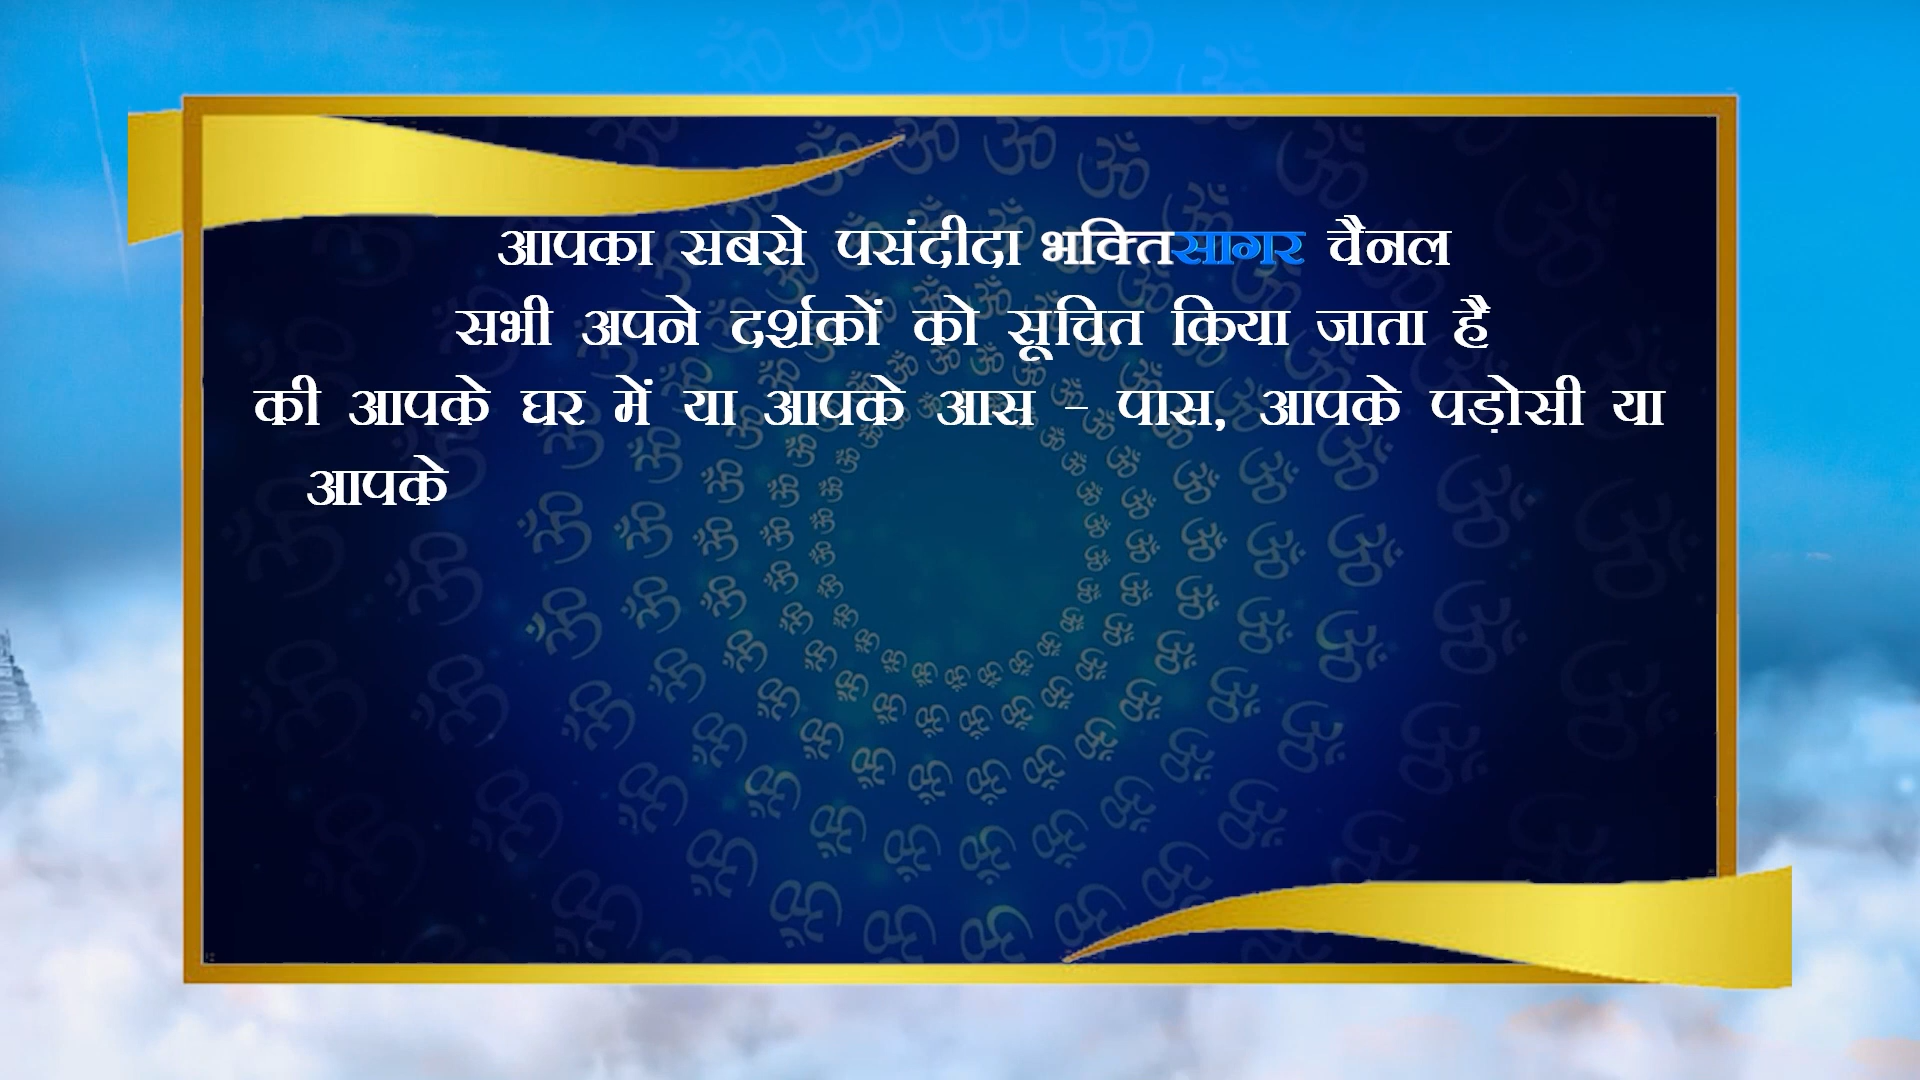 आपका सबसे पसंदीदा भक्तिसागर चैनल
सभी अपने दर्शकों को सूचित किया जाता है
की आपके घर में या आपके आस - पास, आपके पड़ोसी या
आपके